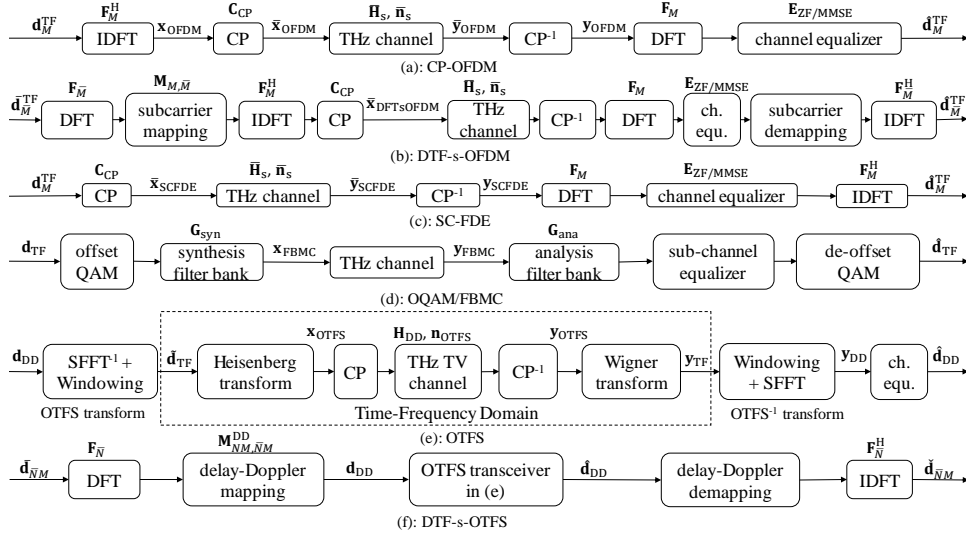 d_M^TF F_M^H x_OFDM C_CP x̄_OFDM H̄_s, n̄_s ȳ_OFDM y_OFDM F_M E_ZF/MMSE d̂_M^TF
IDFT CP THz channel CP⁻¹ DFT channel equalizer
(a): CP-OFDM
d̄_M̄^TF F_M̄ M_M,M̄ F_M^H C_CP x̄_DFTsOFDM H̄_s, n̄_s F_M E_ZF/MMSE F_M̄^H d̂_M̄^TF
DFT subcarrier mapping IDFT CP THz channel CP⁻¹ DFT ch. equ. subcarrier demapping IDFT
(b): DTF-s-OFDM
d_M^TF C_CP x̄_SCFDE H̄_s, n̄_s ȳ_SCFDE y_SCFDE F_M E_ZF/MMSE F_M^H d̂_M^TF
CP THz channel CP⁻¹ DFT channel equalizer IDFT
(c): SC-FDE
d_TF G_syn x_FBMC y_FBMC G_ana d̂_TF
offset QAM synthesis filter bank THz channel analysis filter bank sub-channel equalizer de-offset QAM
(d): OQAM/FBMC
d_DD d̃_TF x_OTFS H_DD, n_OTFS y_OTFS y_TF y_DD d̂_DD
SFFT⁻¹ + Windowing Heisenberg transform CP THz TV channel CP⁻¹ Wigner transform Windowing + SFFT ch. equ.
OTFS transform Time-Frequency Domain OTFS⁻¹ transform
(e): OTFS
d̄_N̄M F_N̄ M_NM,N̄M^DD d_DD d̂_DD F_N̄^H ď_N̄M
DFT delay-Doppler mapping OTFS transceiver in (e) delay-Doppler demapping IDFT
(f): DTF-s-OTFS